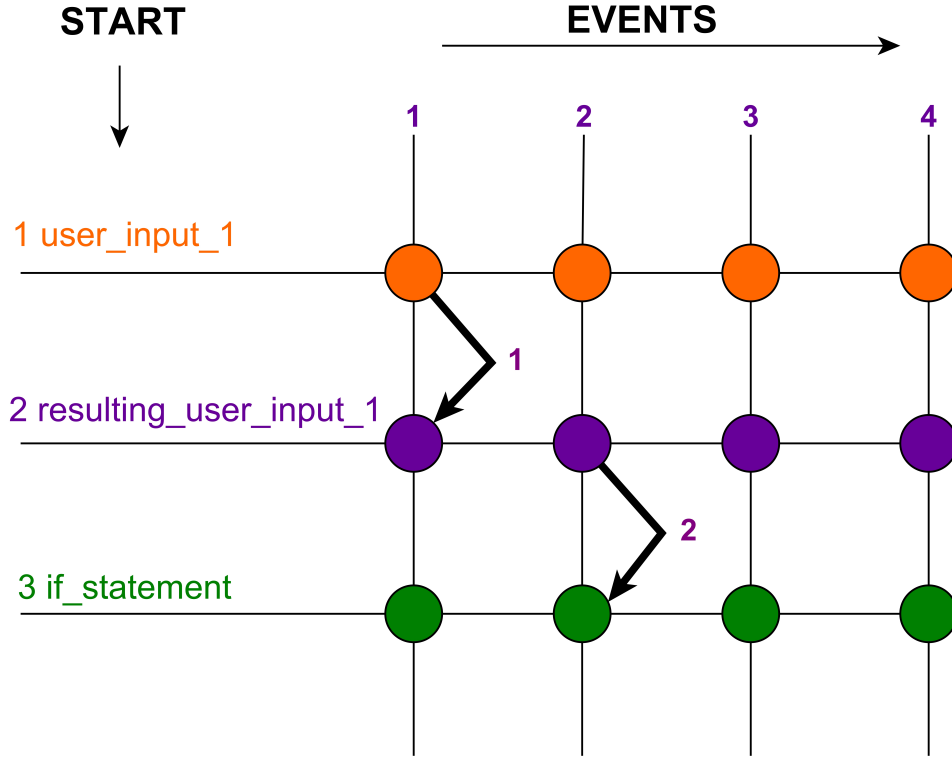 START
EVENTS
1 2 3 4
1 user_input_1
1
2 resulting_user_input_1
2
3 if_statement